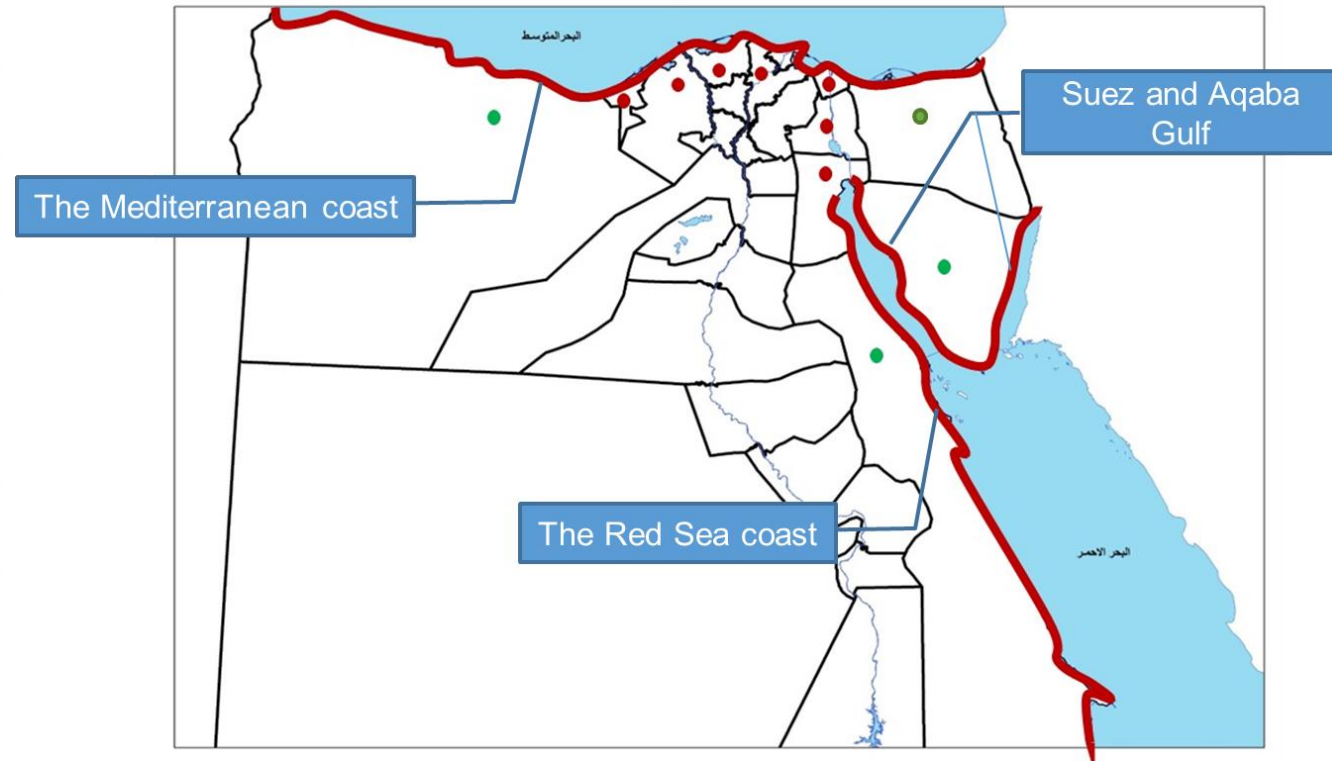 البحر المتوسط
Suez and Aqaba
Gulf
The Mediterranean coast
The Red Sea coast
البحر الاحمر